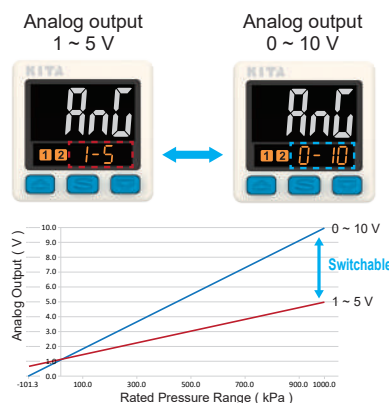 Analog output
1 ~ 5 V
Analog output
0 ~ 10 V
KITA
AnG
1 2 1-5
KITA
AnG
1 2 0-10
Analog Output ( V )
10.0
9.0
8.0
7.0
6.0
5.0
4.0
3.0
2.0
1.0
0.0
0 ~ 10 V
Switchable
1 ~ 5 V
-101.3 100.0 300.0 500.0 700.0 900.0 1000.0
Rated Pressure Range ( kPa )